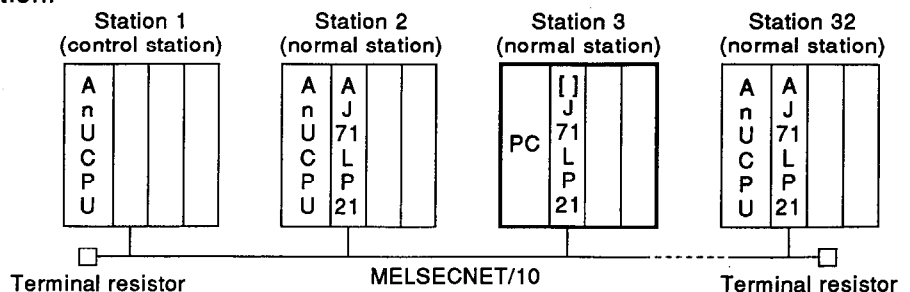 tion.
Station 1
(control station)
Station 2
(normal station)
Station 3
(normal station)
Station 32
(normal station)
A
n
U
C
P
U
A
n
U
C
P
U
A
J
71
L
P
21
PC
[ ]
J
71
L
P
21
A
n
U
C
P
U
A
J
71
L
P
21
Terminal resistor
MELSECNET/10
Terminal resistor